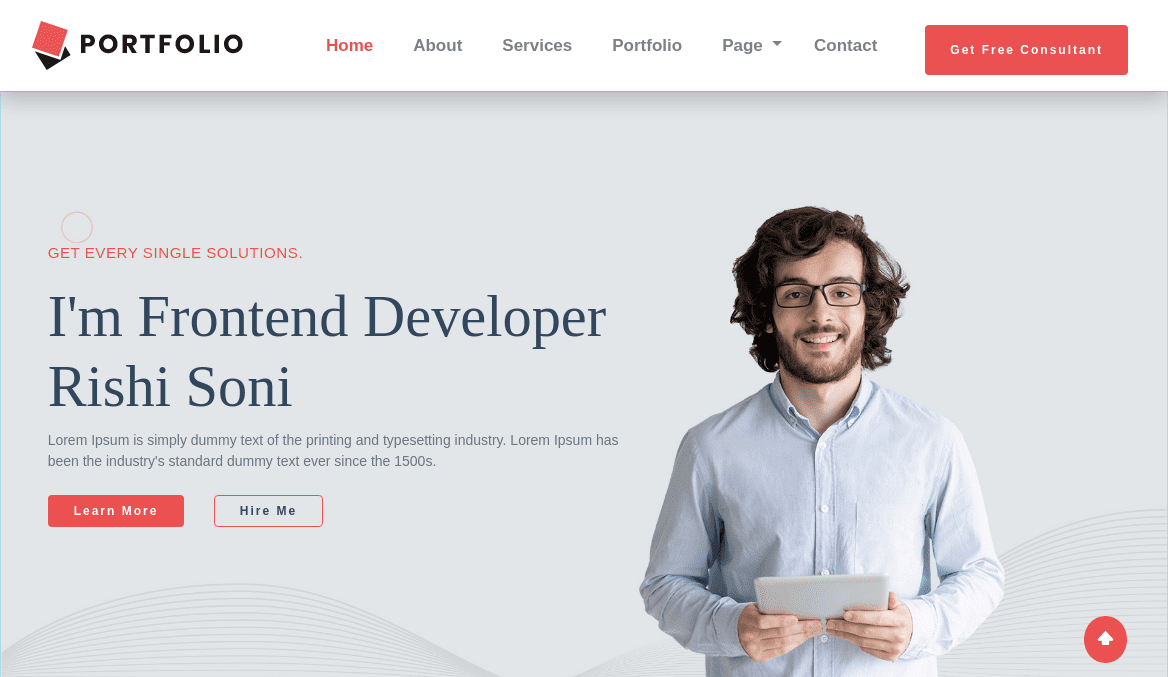 PORTFOLIO
Home About Services Portfolio Page Contact
Get Free Consultant
GET EVERY SINGLE SOLUTIONS.
I'm Frontend Developer
Rishi Soni
Lorem Ipsum is simply dummy text of the printing and typesetting industry. Lorem Ipsum has
been the industry's standard dummy text ever since the 1500s.
Learn More
Hire Me